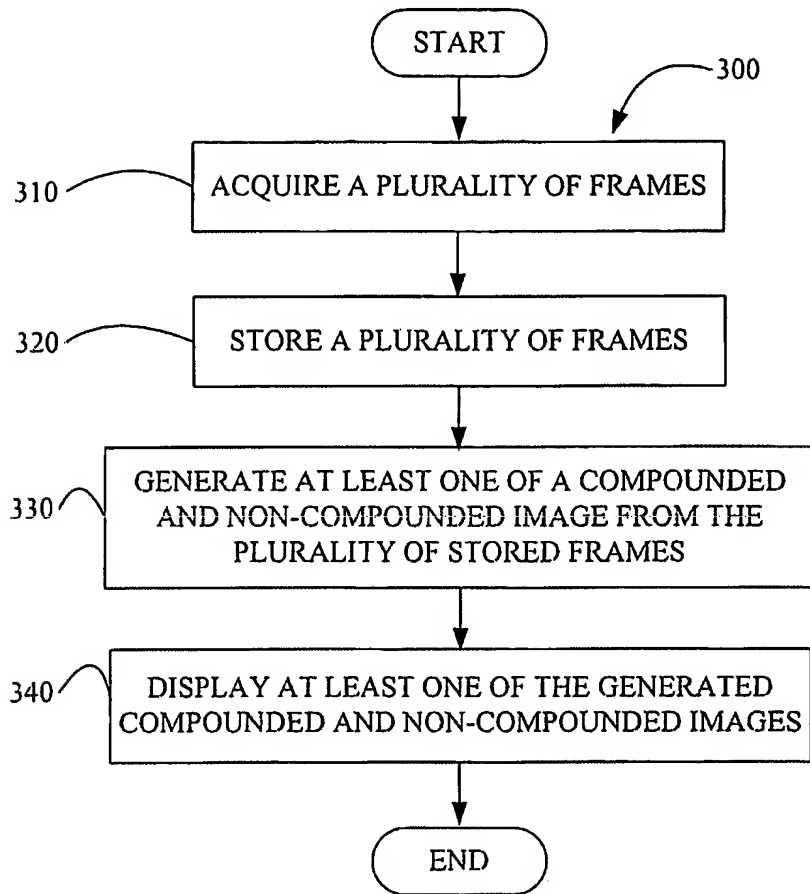 START
300
310
ACQUIRE A PLURALITY OF FRAMES
320
STORE A PLURALITY OF FRAMES
330
GENERATE AT LEAST ONE OF A COMPOUNDED
AND NON-COMPOUNDED IMAGE FROM THE
PLURALITY OF STORED FRAMES
340
DISPLAY AT LEAST ONE OF THE GENERATED
COMPOUNDED AND NON-COMPOUNDED IMAGES
END